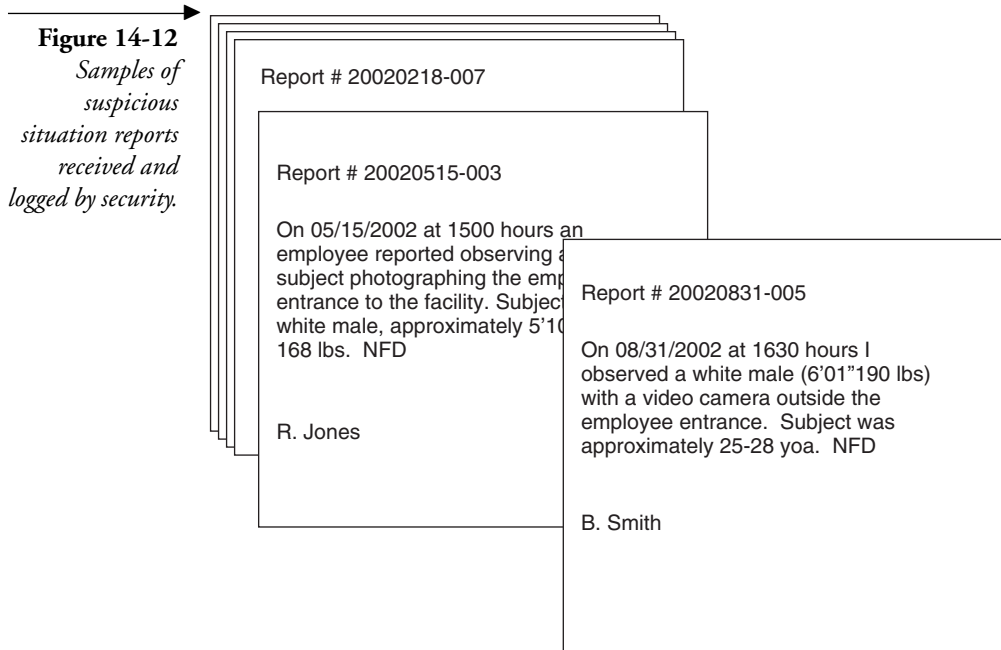 Figure 14-12
Samples of
suspicious
situation reports
received and
logged by security.
Report # 20020218-007
Report # 20020515-003
On 05/15/2002 at 1500 hours an
employee reported observing
subject photographing the
entrance to the facility. Subject
white male, approximately
168 lbs. NFD
R. Jones
Report # 20020831-005
On 08/31/2002 at 1630 hours I
observed a white male (6'01"190 lbs)
with a video camera outside the
employee entrance. Subject was
approximately 25-28 yoa. NFD
B. Smith